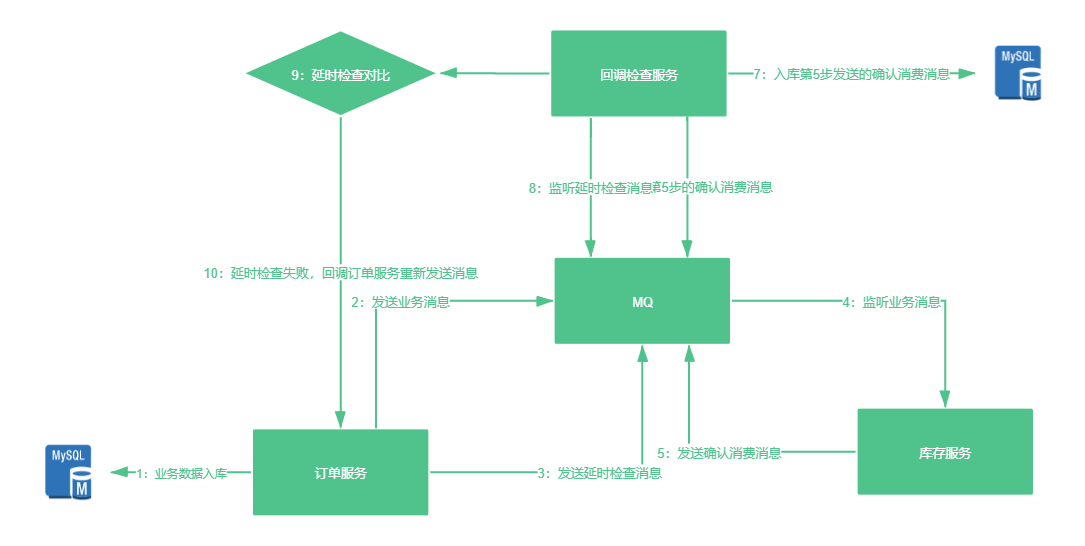 9：延时检查对比
回调检查服务
7：入库第5步发送的确认消费消息
MySQL
M
8：监听延时检查消息
5步的确认消费消息
10：延时检查失败，回调订单服务重新发送消息
2：发送业务消息
MQ
4：监听业务消息
MySQL
M
1：业务数据入库
订单服务
3：发送延时检查消息
5：发送确认消费消息
库存服务